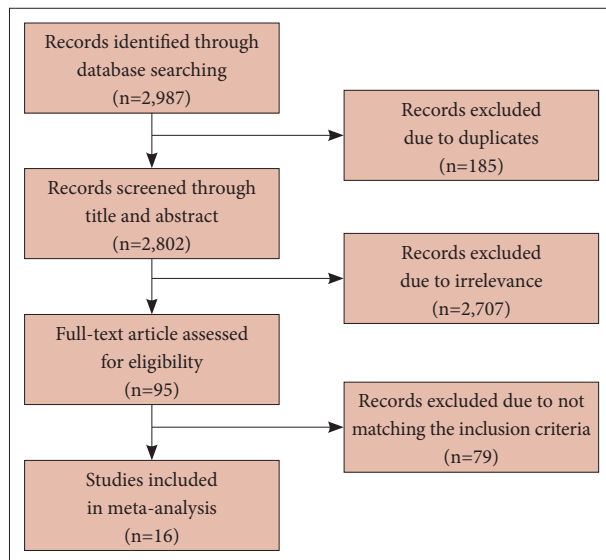 Records identified through
database searching
(n=2,987)
Records excluded
due to duplicates
(n=185)
Records screened through
title and abstract
(n=2,802)
Records excluded
due to irrelevance
(n=2,707)
Full-text article assessed
for eligibility
(n=95)
Records excluded due to not
matching the inclusion criteria
(n=79)
Studies included
in meta-analysis
(n=16)